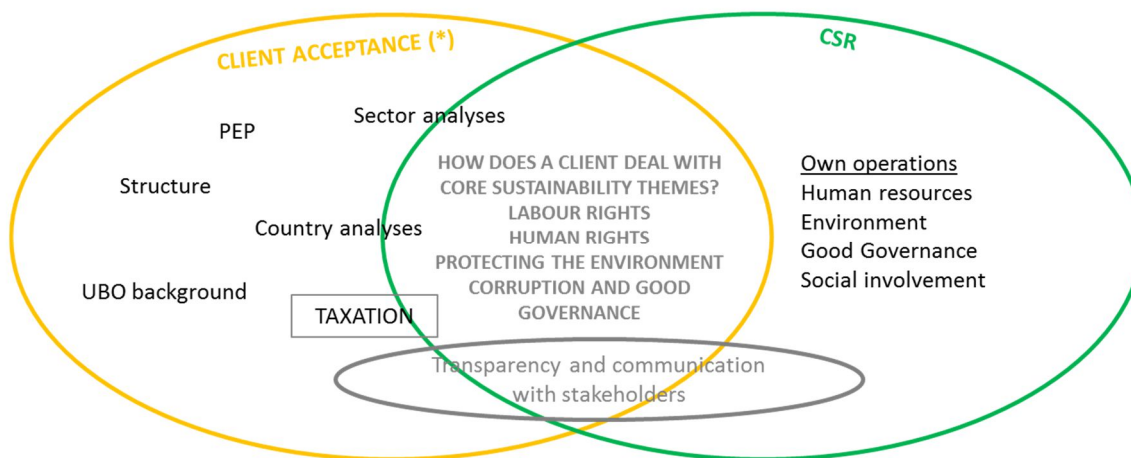 CLIENT ACCEPTANCE (*)
CSR
Sector analyses
PEP
Structure
Country analyses
UBO background
TAXATION
HOW DOES A CLIENT DEAL WITH
CORE SUSTAINABILITY THEMES?
LABOUR RIGHTS
HUMAN RIGHTS
PROTECTING THE ENVIRONMENT
CORRUPTION AND GOOD
GOVERNANCE
Own operations
Human resources
Environment
Good Governance
Social involvement
Transparency and communication
with stakeholders